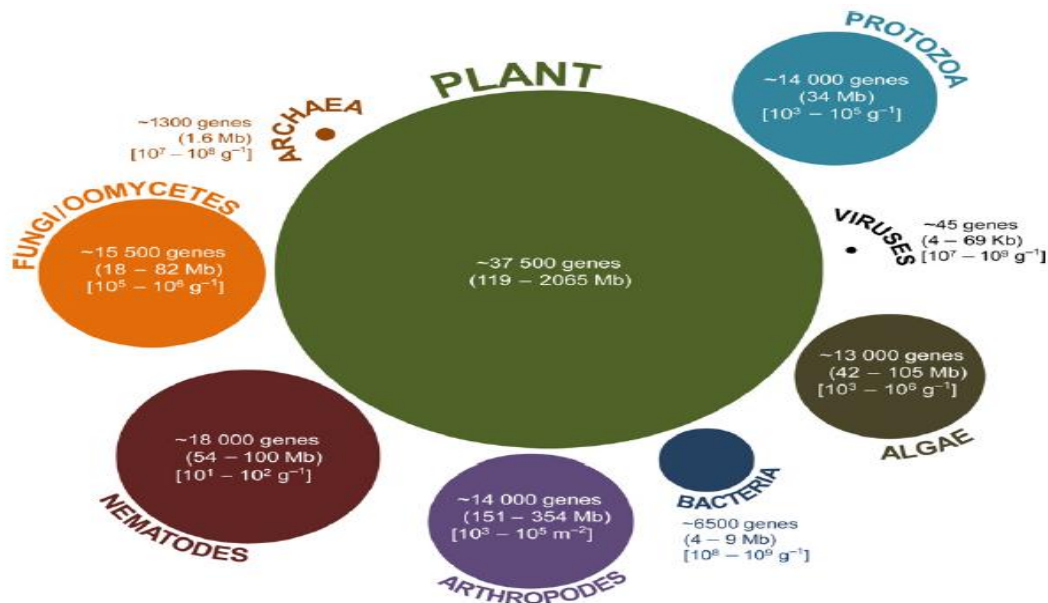 PLANT
~37 500 genes
(119 – 2065 Mb)
PROTOZOA
~14 000 genes
(34 Mb)
[10³ – 10⁵ g⁻¹]
ARCHAEA
~1300 genes
(1.6 Mb)
[10⁷ – 10⁸ g⁻¹]
FUNGI/OOMYCETES
~15 500 genes
(18 – 82 Mb)
[10⁵ – 10⁶ g⁻¹]
VIRUSES
~45 genes
(4 – 69 Kb)
[10⁷ – 10⁹ g⁻¹]
~13 000 genes
(42 – 105 Mb)
[10³ – 10⁶ g⁻¹]
ALGAE
~18 000 genes
(54 – 100 Mb)
[10¹ – 10² g⁻¹]
NEMATODES
~14 000 genes
(151 – 354 Mb)
[10³ – 10⁵ m⁻²]
ARTHROPODES
BACTERIA
~6500 genes
(4 – 9 Mb)
[10⁸ – 10⁹ g⁻¹]